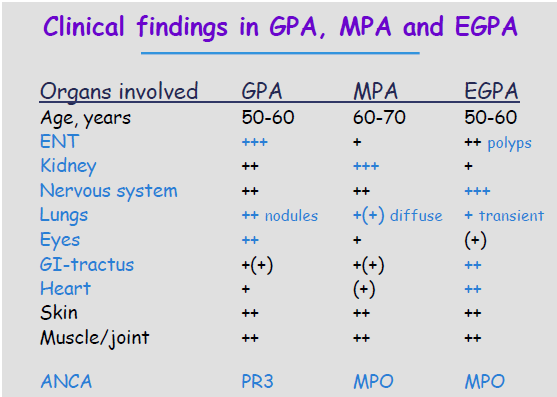 Clinical findings in GPA, MPA and EGPA
Organs involved GPA MPA EGPA
Age, years 50-60 60-70 50-60
ENT +++ + ++ polyps
Kidney ++ +++ +
Nervous system ++ ++ +++
Lungs ++ nodules +(+) diffuse + transient
Eyes ++ + (+)
GI-tractus +(+) +(+) ++
Heart + (+) ++
Skin ++ ++ ++
Muscle/joint ++ ++ ++
ANCA PR3 MPO MPO